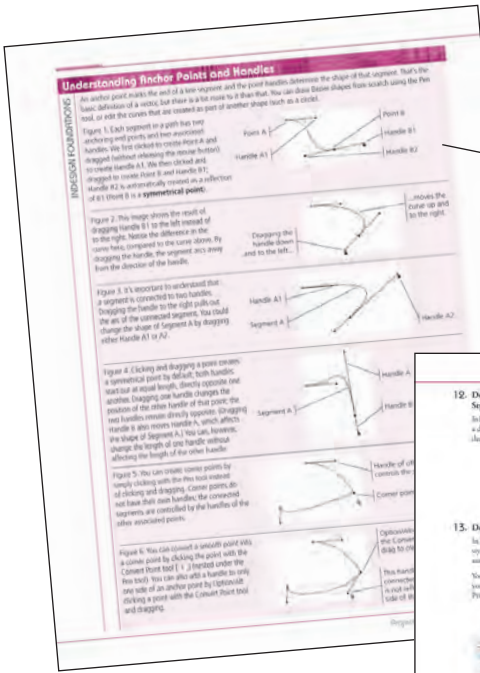 Understanding Anchor Points and Handles
INDESIGN FOUNDATIONS
An anchor point marks the end of a line segment and the point handles determine the shape of that segment. That's the
basic definition of a vector, but there is a bit more to it than that. You can draw Bézier shapes from scratch using the Pen
tool, or edit the curves that are created as part of another shape (such as a circle).
Figure 1. Each segment in a path has two
anchoring end points and two associated
handles. We first clicked to create Point A and
dragged (without releasing the mouse button)
to create Handle A1. We then clicked and
dragged to create Point B and Handle B1;
Handle B2 is automatically created as a reflection
of B1 (Point B is a symmetrical point).
Point A
Handle A1
Point B
Handle B1
Handle B2
Figure 2. This image shows the result of
dragging Handle B1 to the left instead of
to the right. Notice the difference in the
curve here, compared to the curve above. By
dragging the handle, the segment arcs away
from the direction of the handle.
Dragging the
handle down
and to the left...
...moves the
curve up and
to the right.
Figure 3. It's important to understand that
a segment is connected to two handles.
Dragging the handle to the right pulls out
the arc of the connected segment. You could
change the shape of Segment A by dragging
either Handle A1 or A2.
Handle A1
Segment A
Handle A2
Figure 4. Clicking and dragging a point creates
a symmetrical point by default; both handles
start out at equal length, directly opposite one
another. Dragging one handle changes the
position of the other handle of that point; the
two handles remain directly opposite. (Dragging
Handle B also moves Handle A, which affects
the shape of Segment A.) You can, however,
change the length of one handle without
affecting the length of the other handle.
Segment A
Handle A
Handle B
Figure 5. You can create corner points by
simply clicking with the Pen tool instead
of clicking and dragging. Corner points do
not have their own handles; the connected
segments are controlled by the handles of the
other associated points.
Handle of
controls the
Corner point
Figure 6. You can convert a smooth point into
a corner point by clicking the point with the
Convert Point tool (nested under the
Pen tool). You can also add a handle to only
one side of an anchor point by Option/Alt-
clicking a point with the Convert Point tool
and dragging.
the Convert
drag to
This handle
connected
is not
side of
12.
13.